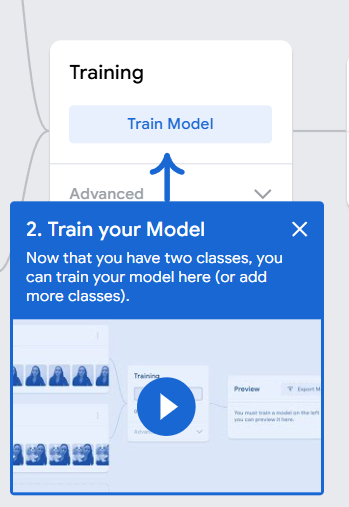 Training
Train Model
Advanced
2. Train your Model
Now that you have two classes, you
can train your model here (or add
more classes).
Training
Preview
Export M
You must train a model on the left
you can preview it here.
Advan